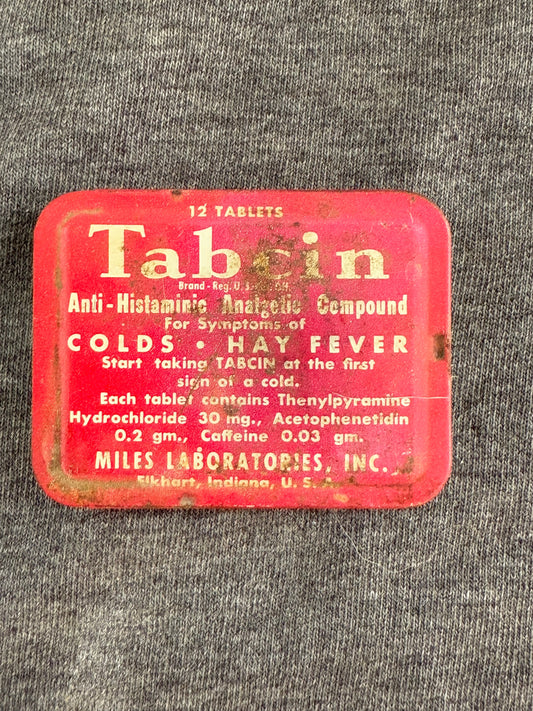 12 TABLETS
Tabcin
Brand - Reg. U.S.
Anti-Histaminic Analgetic Compound
For Symptoms of
COLDS • HAY FEVER
Start taking TABCIN at the first
sign of a cold.
Each tablet contains Thenylpyramine
Hydrochloride 30 mg., Acetophenetidin
0.2 gm., Caffeine 0.03 gm.
MILES LABORATORIES, INC.
Elkhart, Indiana, U. S. A.